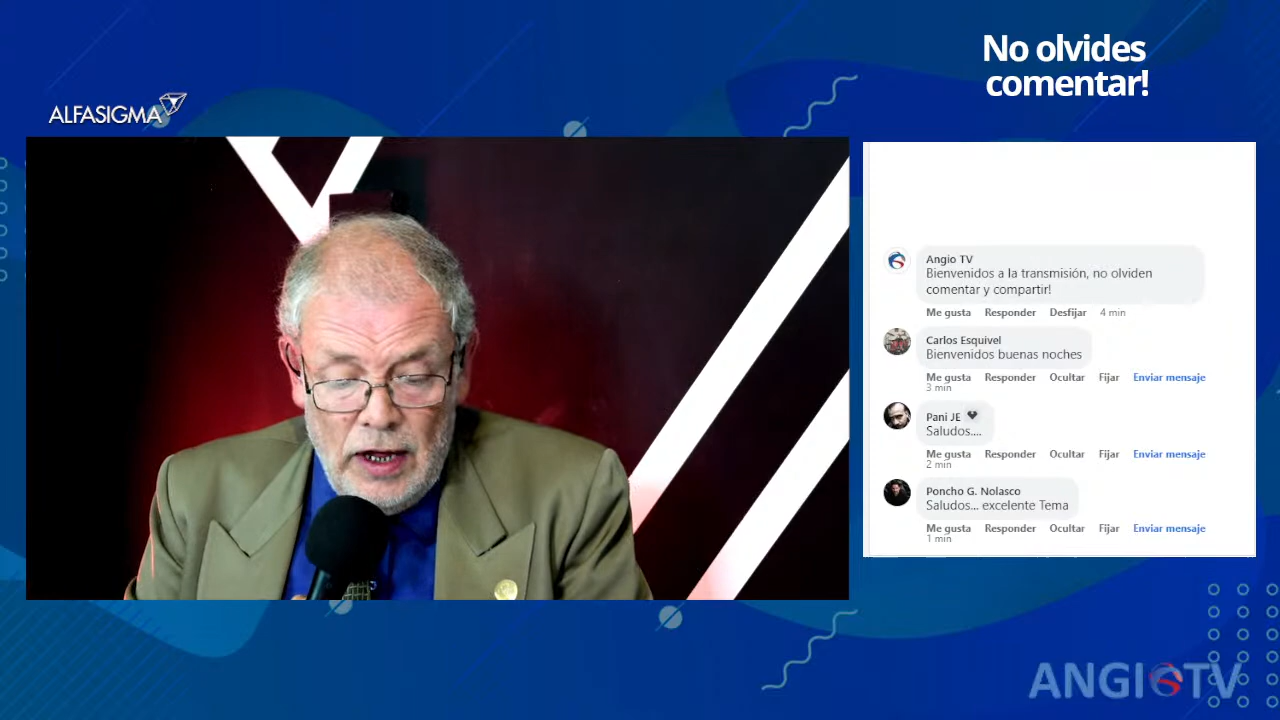 No olvides
comentar!
ALFASIGMA
Angio TV
Bienvenidos a la transmisión, no olviden
comentar y compartir!
Me gusta Responder Desfijar 4 min
Carlos Esquivel
Bienvenidos buenas noches
Me gusta Responder Ocultar Fijar Enviar mensaje
3 min
Pani JE
Saludos....
Me gusta Responder Ocultar Fijar Enviar mensaje
2 min
Poncho G. Nolasco
Saludos... excelente Tema
Me gusta Responder Ocultar Fijar Enviar mensaje
1 min
ANGIOTV